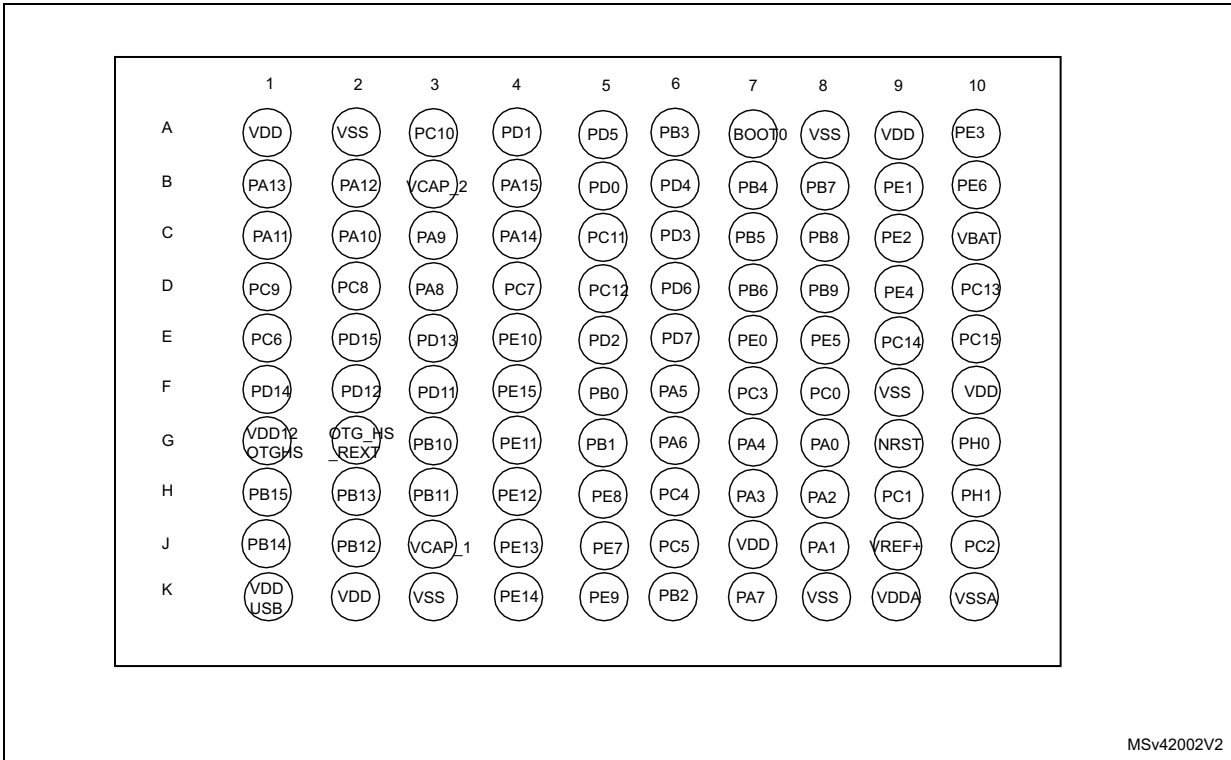 1 2 3 4 5 6 7 8 9 10
A VDD VSS PC10 PD1 PD5 PB3 BOOT0 VSS VDD PE3
B PA13 PA12 VCAP_2 PA15 PD0 PD4 PB4 PB7 PE1 PE6
C PA11 PA10 PA9 PA14 PC11 PD3 PB5 PB8 PE2 VBAT
D PC9 PC8 PA8 PC7 PC12 PD6 PB6 PB9 PE4 PC13
E PC6 PD15 PD13 PE10 PD2 PD7 PE0 PE5 PC14 PC15
F PD14 PD12 PD11 PE15 PB0 PA5 PC3 PC0 VSS VDD
G VDD12 OTGHS OTG_HS _REXT PB10 PE11 PB1 PA6 PA4 PA0 NRST PH0
H PB15 PB13 PB11 PE12 PE8 PC4 PA3 PA2 PC1 PH1
J PB14 PB12 VCAP_1 PE13 PE7 PC5 VDD PA1 VREF+ PC2
K VDD USB VDD VSS PE14 PE9 PB2 PA7 VSS VDDA VSSA
MSv42002V2